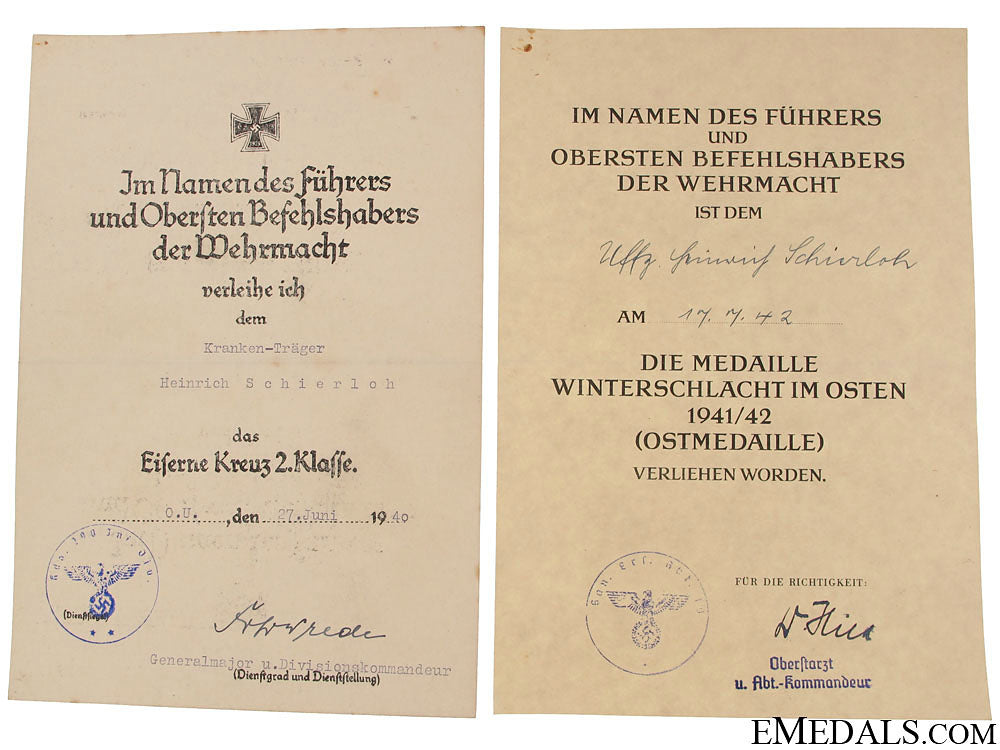 Im Namen des Führers
und Obersten Befehlshabers
der Wehrmacht
verleihe ich
dem
Kranken-Träger
Heinrich Schierloh
das
Eiserne Kreuz 2. Klasse.
O.U. , den 27. Juni 1940
(Dienstsiegel)
Generalmajor u. Divisionskommandeur
(Dienstgrad und Dienststellung)
IM NAMEN DES FÜHRERS
UND
OBERSTEN BEFEHLSHABERS
DER WEHRMACHT
IST DEM
Uffz. Heinrich Schierloh
AM 17. 7. 42
DIE MEDAILLE
WINTERSCHLACHT IM OSTEN
1941/42
(OSTMEDAILLE)
VERLIEHEN WORDEN.
FÜR DIE RICHTIGKEIT:
Oberstarzt
u. Abt.-Kommandeur
EMEDALS.COM